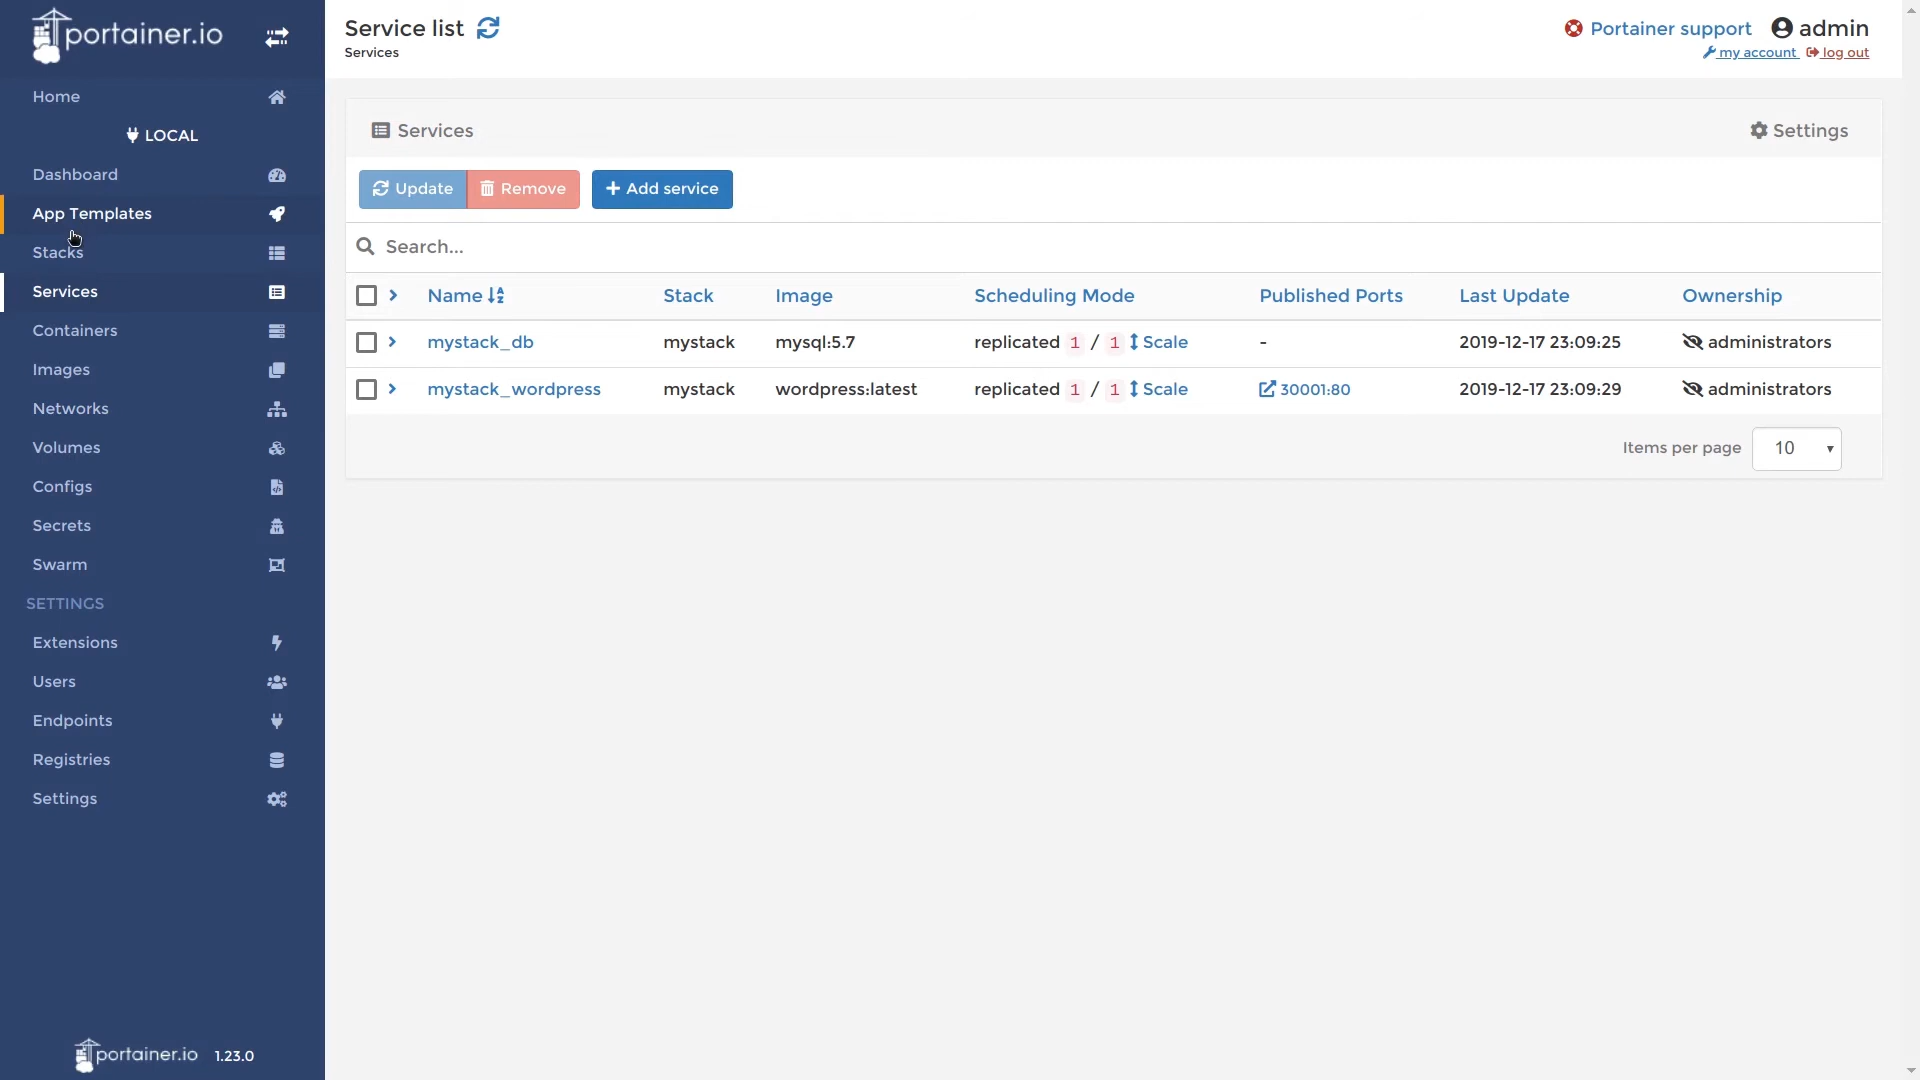 portainer.io
Home
LOCAL
Dashboard
App Templates
Stacks
Services
Containers
Images
Networks
Volumes
Configs
Secrets
Swarm
SETTINGS
Extensions
Users
Endpoints
Registries
Settings
portainer.io 1.23.0
Service list
Services
Portainer support admin
my account log out
Services Settings
Update Remove + Add service
Search...
Name Stack Image Scheduling Mode Published Ports Last Update Ownership
mystack_db mystack mysql:5.7 replicated 1 / 1 Scale - 2019-12-17 23:09:25 administrators
mystack_wordpress mystack wordpress:latest replicated 1 / 1 Scale 30001:80 2019-12-17 23:09:29 administrators
Items per page 10